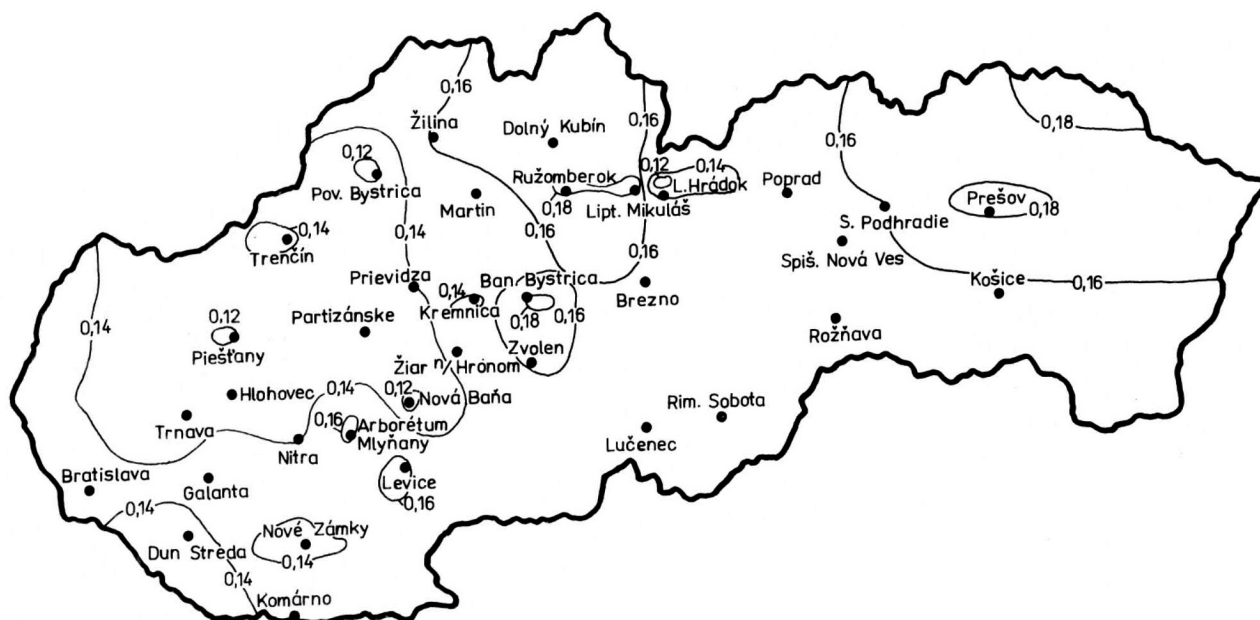 0,16
0,18
Žilina
Dolný Kubín
0,16
0,16
0,12
Pov. Bystrica
Ružomberok
0,12
0,14
L. Hrádok
Poprad
Martin
0,18
Lipt. Mikuláš
Prešov
0,18
S. Podhradie
0,14
Trenčín
0,14
0,16
0,16
Spiš. Nová Ves
Prievidza
Ban. Bystrica
Brezno
Košice
0,16
0,14
Kremnica
0,18
0,16
0,14
0,12
Piešťany
Partizánske
Rožňava
Zvolen
Žiar n/Hronom
Hlohovec
0,14
0,12
Nová Baňa
Trnava
0,16
Arborétum
Mlyňany
Rim. Sobota
Lučenec
Nitra
Bratislava
Galanta
Levice
0,16
0,14
Nové Zámky
0,14
Dun Streda
0,14
Komárno